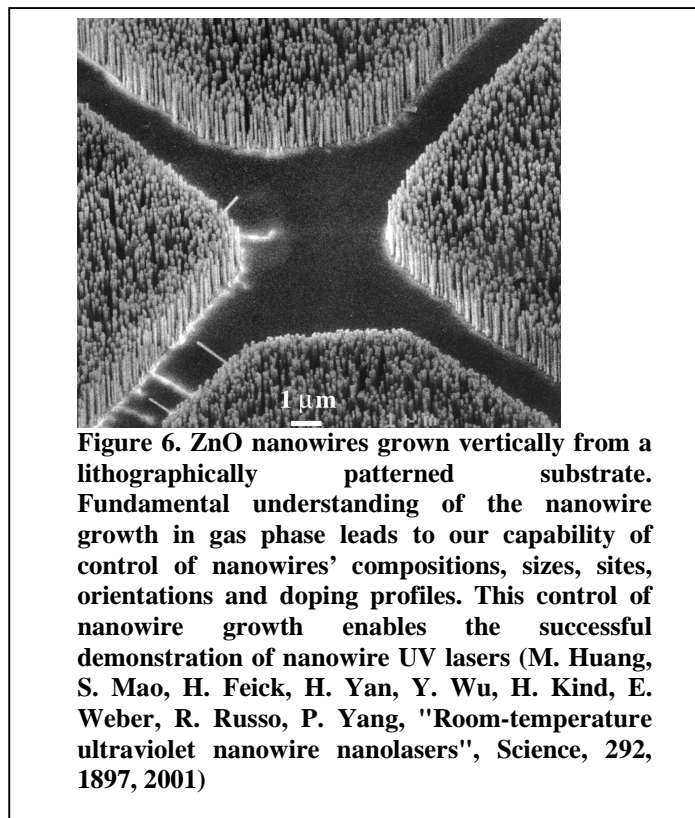 1 μm
Figure 6. ZnO nanowires grown vertically from a
lithographically patterned substrate.
Fundamental understanding of the nanowire
growth in gas phase leads to our capability of
control of nanowires’ compositions, sizes, sites,
orientations and doping profiles. This control of
nanowire growth enables the successful
demonstration of nanowire UV lasers (M. Huang,
S. Mao, H. Feick, H. Yan, Y. Wu, H. Kind, E.
Weber, R. Russo, P. Yang, "Room-temperature
ultraviolet nanowire nanolasers", Science, 292,
1897, 2001)